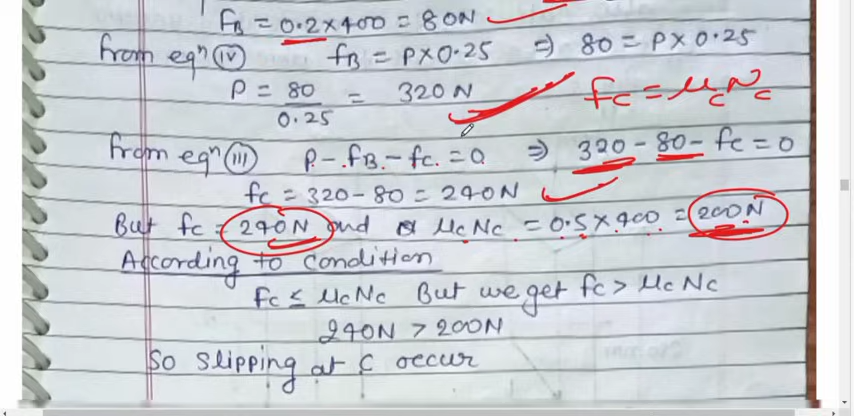 fB = 0.2×400 = 80N
from eqⁿ (iv) fB = P×0.25 ⇒ 80 = P×0.25
P = 80/0.25 = 320N
fc = μcNc
from eqⁿ (iii) P-fB-fc = 0 ⇒ 320-80-fc = 0
fc = 320-80 = 240N
But fc = 240N and μcNc = 0.5×400 = 200N
According to condition
fc ≤ μcNc But we get fc > μcNc
240N > 200N
So slipping at C occur